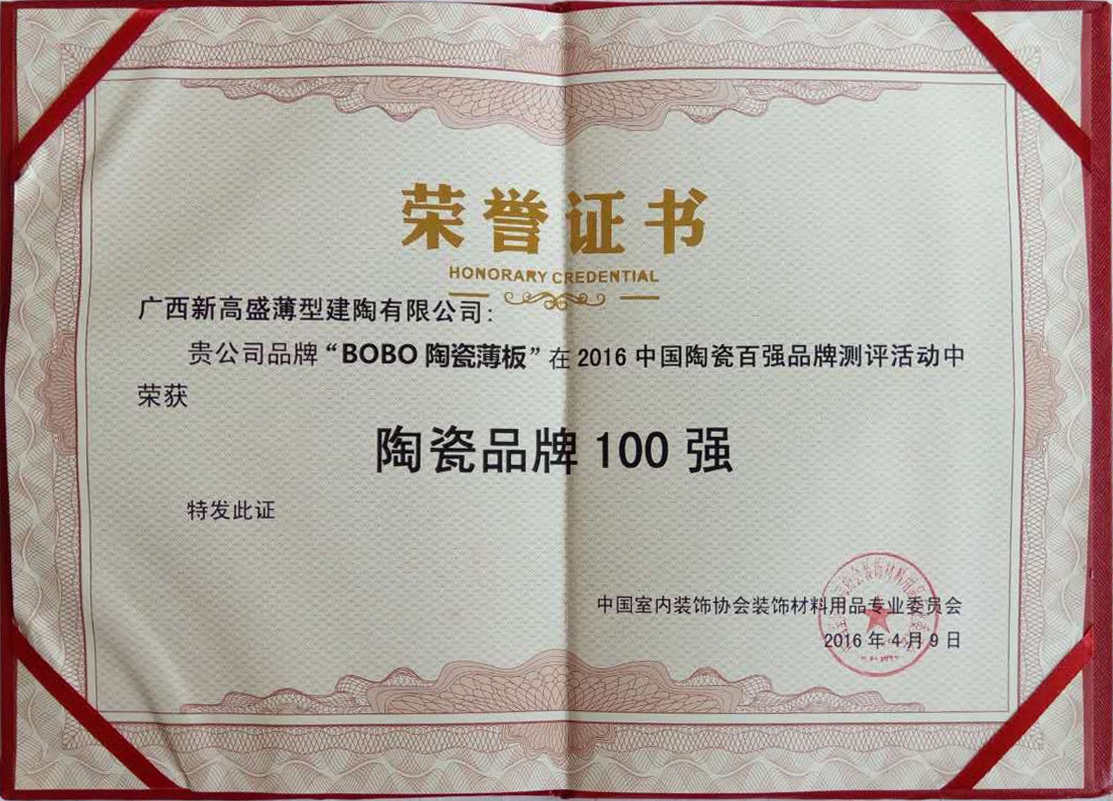 荣誉证书
HONORARY CREDENTIAL
广西新高盛薄型建陶有限公司：
贵公司品牌“BOBO 陶瓷薄板”在 2016 中国陶瓷百强品牌测评活动中
荣获
陶瓷品牌 100 强
特发此证
中国室内装饰协会装饰材料用品专业委员会
2016 年 4 月 9 日